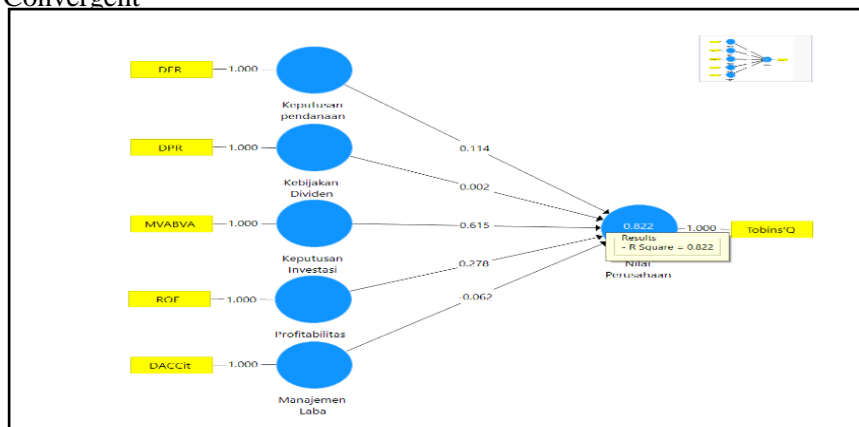 Convergent
DER
1.000
Keputusan
pendanaan
0.114
DPR
1.000
Kebijakan
Dividen
0.002
MVABVA
1.000
Keputusan
Investasi
0.615
0.822
1.000
Tobins'Q
Results
- R Square = 0.822
Nilai
Perusahaan
ROE
1.000
Profitabilitas
0.278
DACCit
1.000
Manajemen
Laba
-0.062